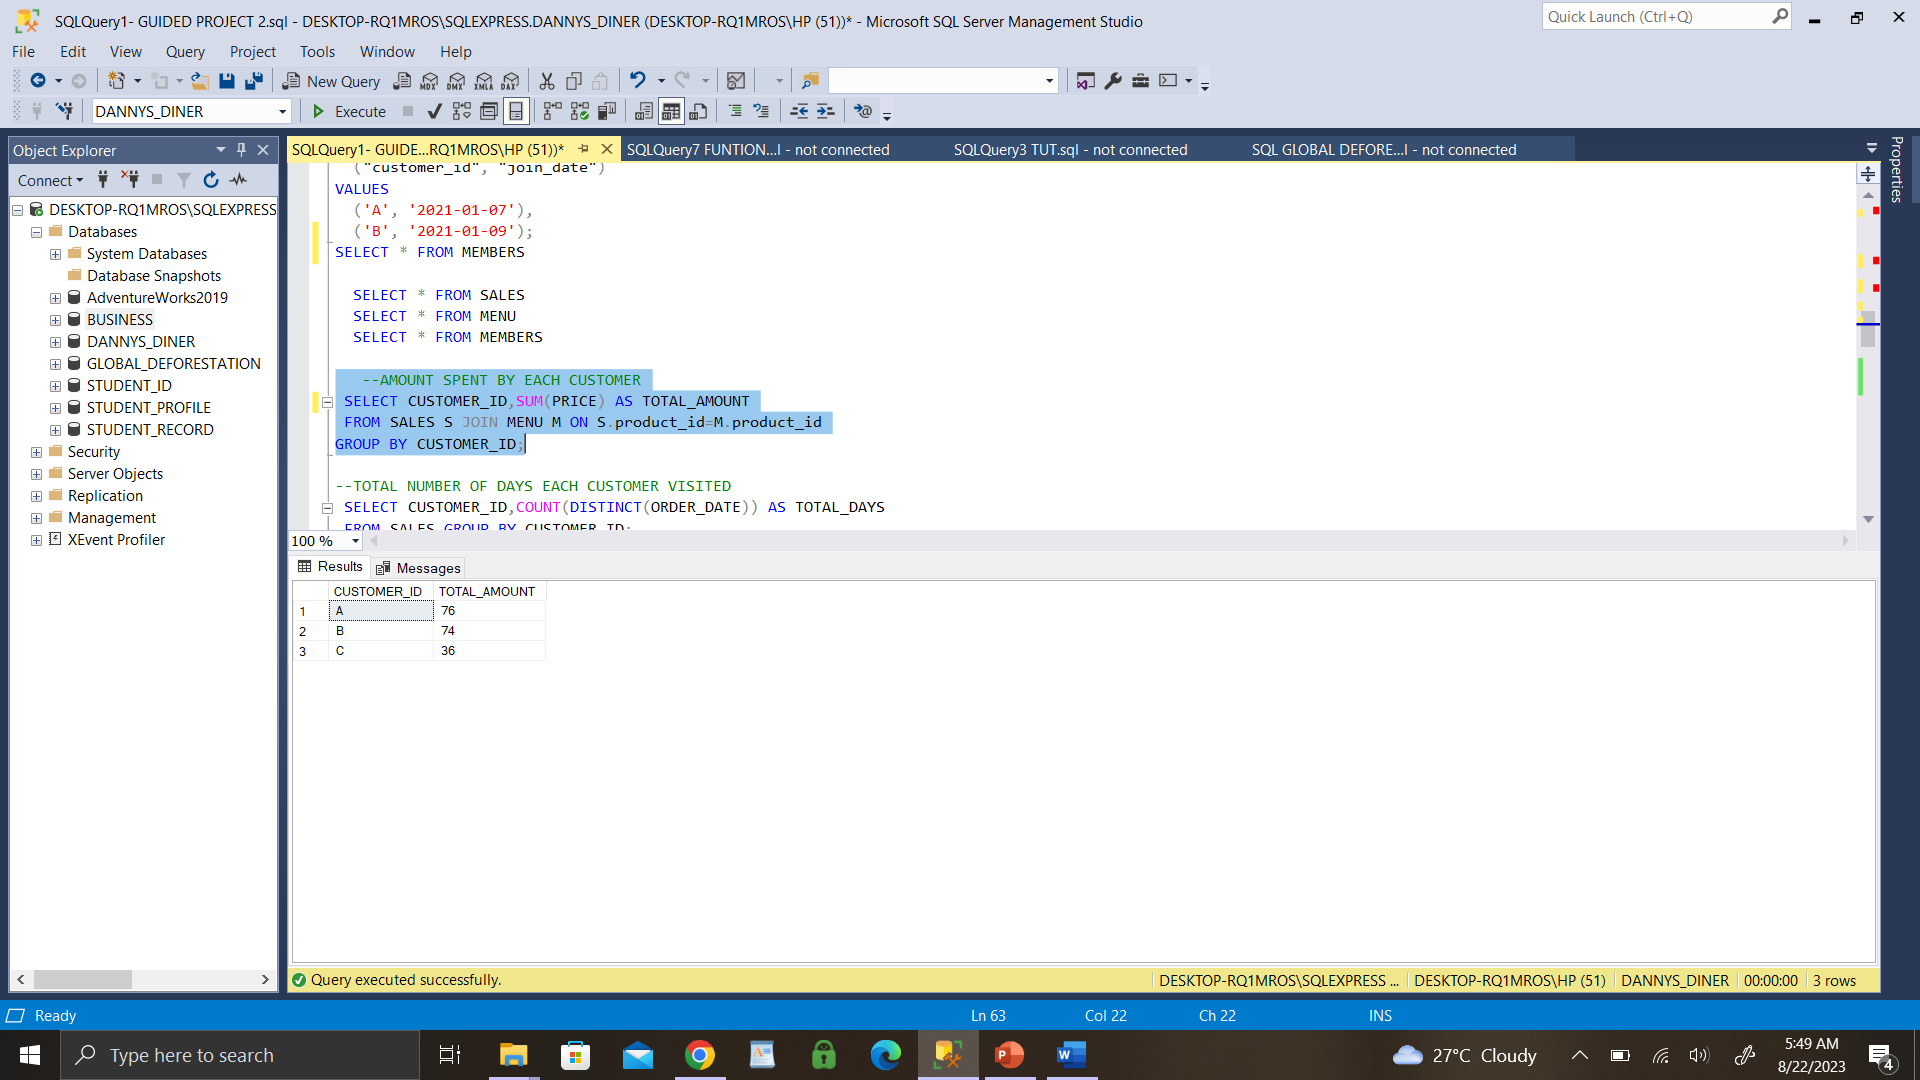 SQLQuery1- GUIDED PROJECT 2.sql - DESKTOP-RQ1MROS\SQLEXPRESS.DANNYS_DINER (DESKTOP-RQ1MROS\HP (51))* - Microsoft SQL Server Management Studio
Quick Launch (Ctrl+Q)
File Edit View Query Project Tools Window Help
New Query
MDX DMX XMLA DAX
DANNYS_DINER
Execute
Object Explorer
Connect
DESKTOP-RQ1MROS\SQLEXPRESS
Databases
System Databases
Database Snapshots
AdventureWorks2019
BUSINESS
DANNYS_DINER
GLOBAL_DEFORESTATION
STUDENT_ID
STUDENT_PROFILE
STUDENT_RECORD
Security
Server Objects
Replication
Management
XEvent Profiler
SQLQuery1- GUIDE...RQ1MROS\HP (51))*
SQLQuery7 FUNTION...l - not connected
SQLQuery3 TUT.sql - not connected
SQL GLOBAL DEFORE...l - not connected
Properties
("customer_id", "join_date")
VALUES
('A', '2021-01-07'),
('B', '2021-01-09');
SELECT * FROM MEMBERS
SELECT * FROM SALES
SELECT * FROM MENU
SELECT * FROM MEMBERS
--AMOUNT SPENT BY EACH CUSTOMER
SELECT CUSTOMER_ID,SUM(PRICE) AS TOTAL_AMOUNT
FROM SALES S JOIN MENU M ON S.product_id=M.product_id
GROUP BY CUSTOMER_ID;
--TOTAL NUMBER OF DAYS EACH CUSTOMER VISITED
SELECT CUSTOMER_ID,COUNT(DISTINCT(ORDER_DATE)) AS TOTAL_DAYS
FROM SALES GROUP BY CUSTOMER_ID;
100 %
Results Messages
CUSTOMER_ID TOTAL_AMOUNT
1 A 76
2 B 74
3 C 36
Query executed successfully.
DESKTOP-RQ1MROS\SQLEXPRESS ... DESKTOP-RQ1MROS\HP (51) DANNYS_DINER 00:00:00 3 rows
Ready
Ln 63 Col 22 Ch 22 INS
Type here to search
27°C Cloudy
5:49 AM
8/22/2023
4